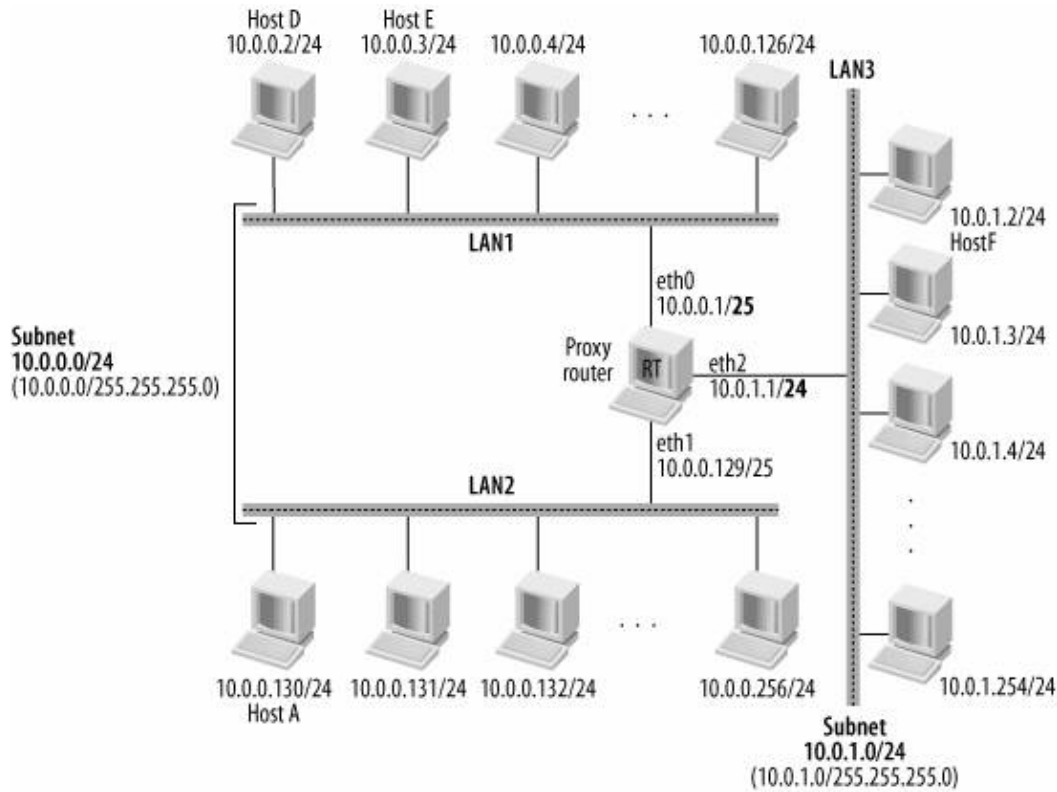 Host D
10.0.0.2/24
Host E
10.0.0.3/24
10.0.0.4/24
10.0.0.126/24
. . .
LAN3
10.0.1.2/24
HostF
LAN1
eth0
10.0.0.1/25
Subnet
10.0.0.0/24
(10.0.0.0/255.255.255.0)
Proxy
router
RT
eth2
10.0.1.1/24
10.0.1.3/24
10.0.1.4/24
eth1
10.0.0.129/25
LAN2
. . .
10.0.0.130/24
Host A
10.0.0.131/24
10.0.0.132/24
10.0.0.256/24
10.0.1.254/24
Subnet
10.0.1.0/24
(10.0.1.0/255.255.255.0)